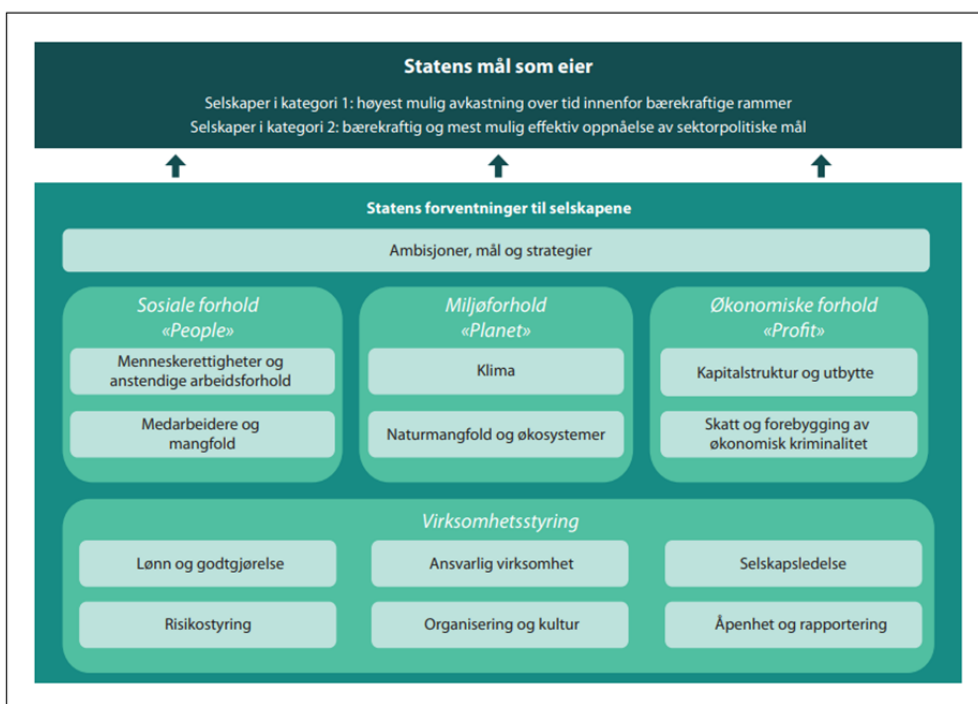 Statens mål som eier
Selskaper i kategori 1: høyest mulig avkastning over tid innenfor bærekraftige rammer
Selskaper i kategori 2: bærekraftig og mest mulig effektiv oppnåelse av sektorpolitiske mål
Statens forventninger til selskapene
Ambisjoner, mål og strategier
Sosiale forhold
«People»
Menneskerettigheter og
anstendige arbeidsforhold
Medarbeidere og
mangfold
Miljøforhold
«Planet»
Klima
Naturmangfold og økosystemer
Økonomiske forhold
«Profit»
Kapitalstruktur og utbytte
Skatt og forebygging av
økonomisk kriminalitet
Virksomhetsstyring
Lønn og godtgjørelse
Ansvarlig virksomhet
Selskapsledelse
Risikostyring
Organisering og kultur
Åpenhet og rapportering